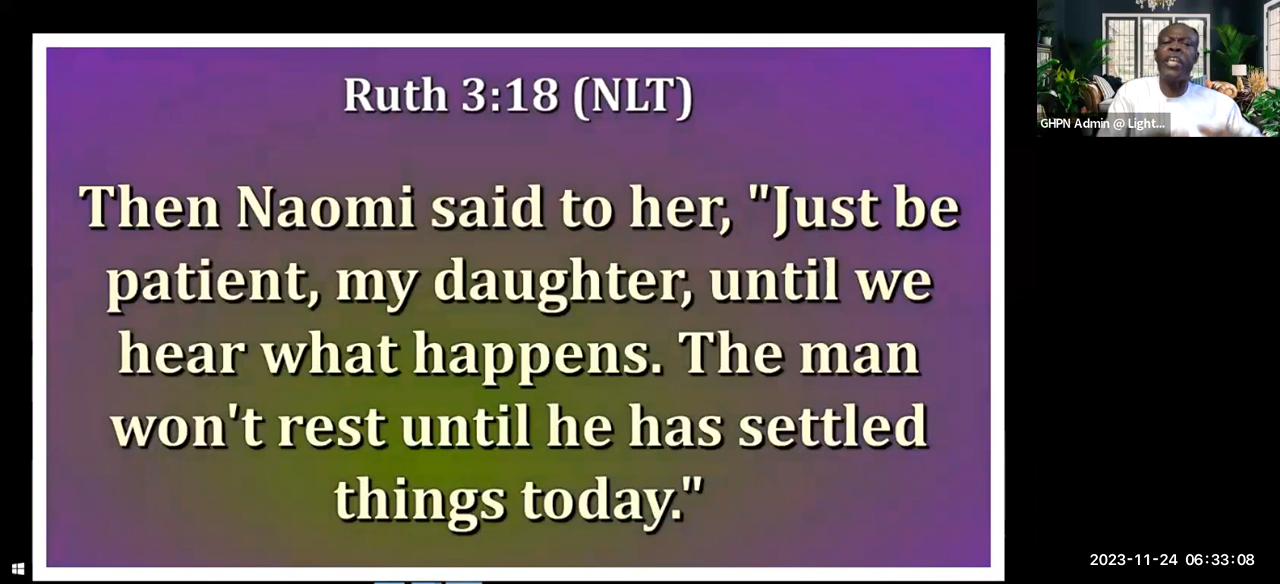 Ruth 3:18 (NLT)
Then Naomi said to her, "Just be
patient, my daughter, until we
hear what happens. The man
won't rest until he has settled
things today."
GHPN Admin @ Light...
2023-11-24 06:33:08